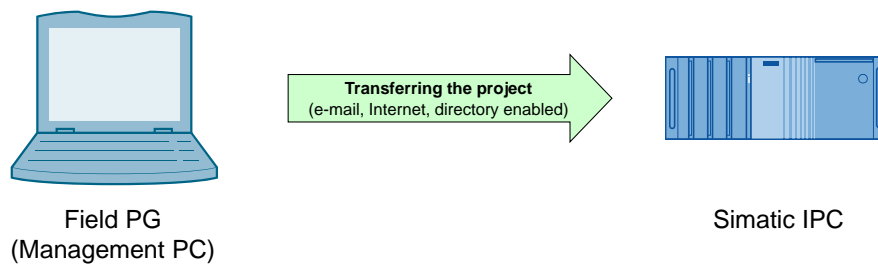 Transferring the project
(e-mail, Internet, directory enabled)
Field PG
(Management PC)
Simatic IPC